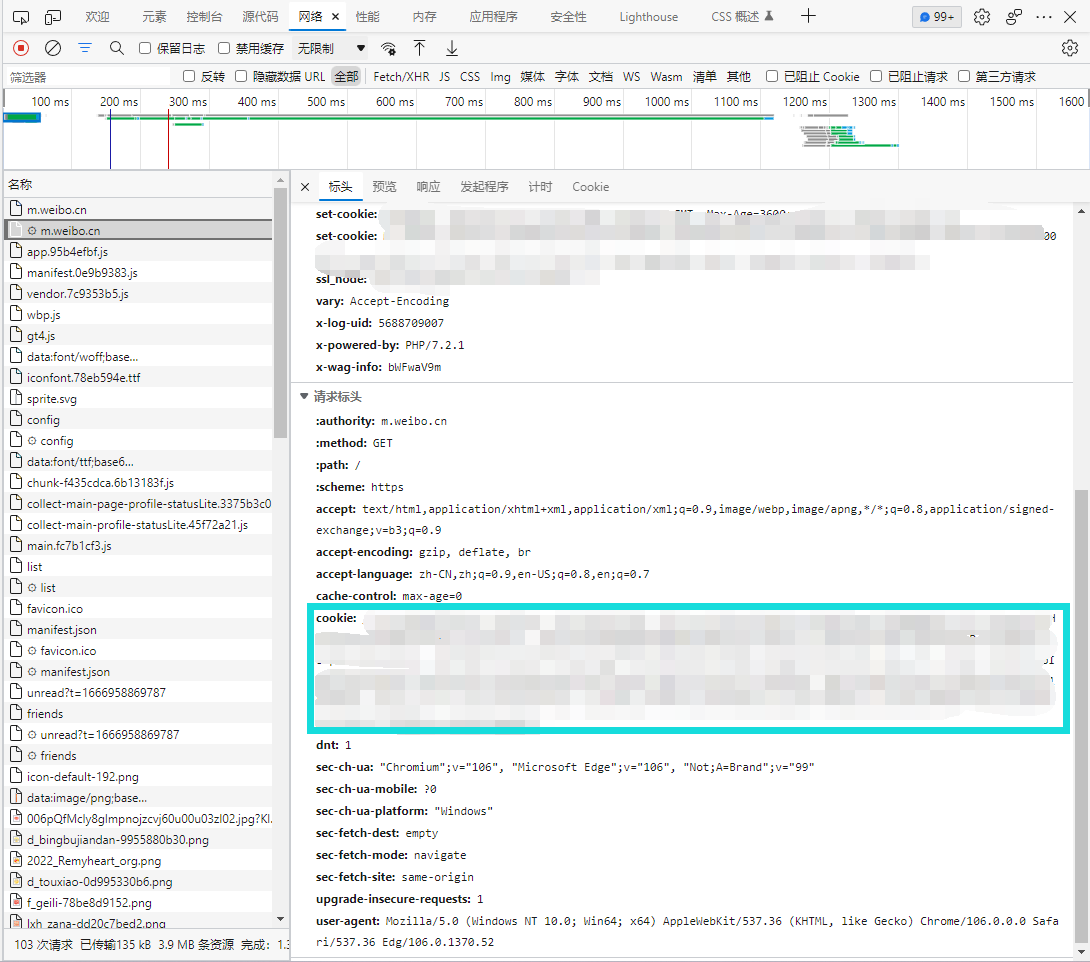 欢迎 元素 控制台 源代码 网络 性能 内存 应用程序 安全性 Lighthouse CSS 概述 99+
保留日志 禁用缓存 无限制
筛选器 反转 隐藏数据 URL 全部 Fetch/XHR JS CSS Img 媒体 字体 文档 WS Wasm 清单 其他 已阻止 Cookie 已阻止请求 第三方请求
100 ms 200 ms 300 ms 400 ms 500 ms 600 ms 700 ms 800 ms 900 ms 1000 ms 1100 ms 1200 ms 1300 ms 1400 ms 1500 ms 1600
名称
m.weibo.cn
m.weibo.cn
app.95b4efbf.js
manifest.0e9b9383.js
vendor.7c9353b5.js
wbp.js
gt4.js
data:font/woff;base...
iconfont.78eb594e.ttf
sprite.svg
config
config
data:font/ttf;base6...
chunk-f435cdca.6b13183f.js
collect-main-page-profile-statusLite.3375b3c0
collect-main-profile-statusLite.45f72a21.js
main.fc7b1cf3.js
list
list
favicon.ico
manifest.json
favicon.ico
manifest.json
unread?t=1666958869787
friends
unread?t=1666958869787
friends
icon-default-192.png
data:image/png;base...
006pQfMcly8glmpnojzcvj60u00u03zl02.jpg?Kl.
d_bingbujiandan-9955880b30.png
2022_Remyheart_org.png
d_touxiao-0d995330b6.png
f_geili-78be8d9152.png
lxh_zana-dd20c7bed2.png
103 次请求 已传输135 kB 3.9 MB 条资源 完成: 1.3
标头 预览 响应 发起程序 计时 Cookie
set-cookie: Max-Age=3600;
set-cookie: 00
ssl_node:
vary: Accept-Encoding
x-log-uid: 5688709007
x-powered-by: PHP/7.2.1
x-wag-info: bWFwaV9m
请求标头
:authority: m.weibo.cn
:method: GET
:path: /
:scheme: https
accept: text/html,application/xhtml+xml,application/xml;q=0.9,image/webp,image/apng,*/*;q=0.8,application/signed-
exchange;v=b3;q=0.9
accept-encoding: gzip, deflate, br
accept-language: zh-CN,zh;q=0.9,en-US;q=0.8,en;q=0.7
cache-control: max-age=0
cookie:
dnt: 1
sec-ch-ua: "Chromium";v="106", "Microsoft Edge";v="106", "Not;A=Brand";v="99"
sec-ch-ua-mobile: ?0
sec-ch-ua-platform: "Windows"
sec-fetch-dest: empty
sec-fetch-mode: navigate
sec-fetch-site: same-origin
upgrade-insecure-requests: 1
user-agent: Mozilla/5.0 (Windows NT 10.0; Win64; x64) AppleWebKit/537.36 (KHTML, like Gecko) Chrome/106.0.0.0 Safa
ri/537.36 Edg/106.0.1370.52